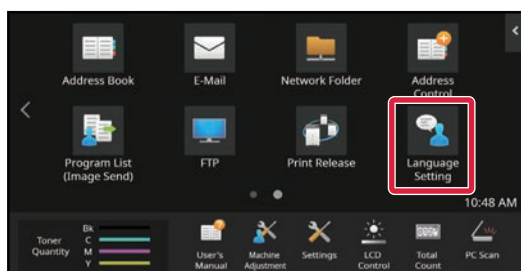 Address Book
E-Mail
Network Folder
Address
Control
Program List
(Image Send)
FTP
Print Release
Language
Setting
10:48 AM
Toner
Quantity
Bk
C
M
Y
User's
Manual
Machine
Adjustment
Settings
LCD
Control
Total
Count
PC Scan